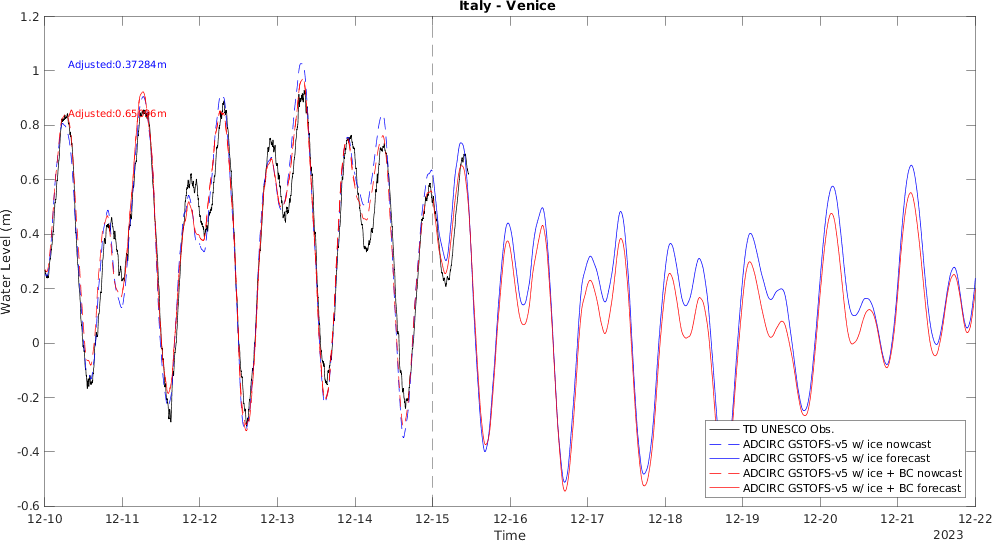 Italy - Venice
1.2
1
0.8
0.6
0.4
0.2
0
-0.2
-0.4
-0.6
Water Level (m)
Adjusted:0.37284m
12-10
12-11
12-12
12-13
12-14
12-15
12-16
12-17
12-18
12-19
12-20
12-21
12-22
Time
2023
TD UNESCO Obs.
ADCIRC GSTOFS-v5 w/ ice nowcast
ADCIRC GSTOFS-v5 w/ ice forecast
ADCIRC GSTOFS-v5 w/ ice + BC nowcast
ADCIRC GSTOFS-v5 w/ ice + BC forecast